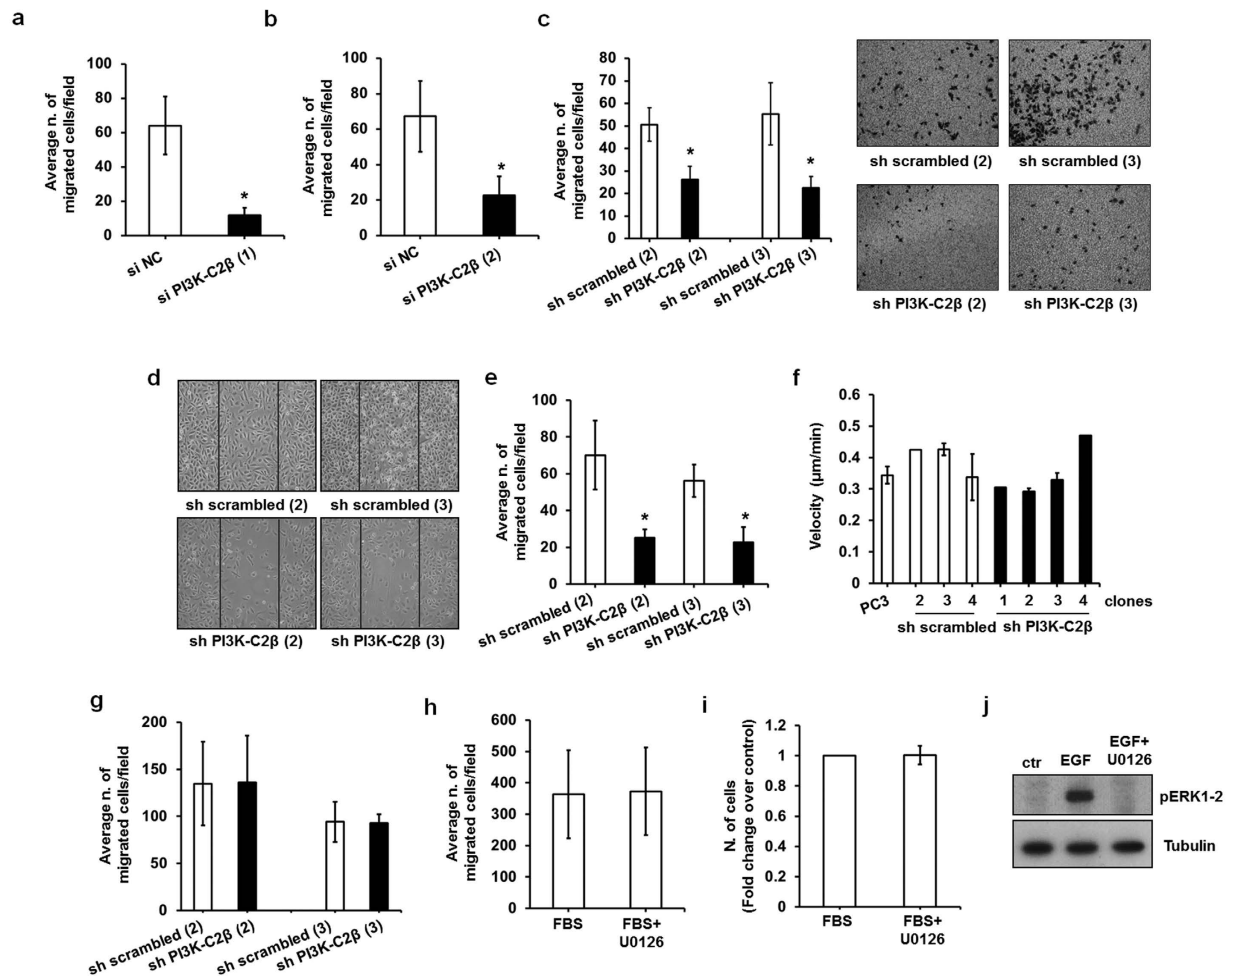 a
Average n. of
migrated cells/field
100
80
60
40
20
0
si NC
*
si PI3K-C2β (1)
b
Average n. of
migrated cells/field
100
80
60
40
20
0
si NC
*
si PI3K-C2β (2)
c
Average n. of
migrated cells/field
80
70
60
50
40
30
20
10
0
*
*
sh scrambled (2)
sh PI3K-C2β (2)
sh scrambled (3)
sh PI3K-C2β (3)
sh scrambled (2)
sh scrambled (3)
sh PI3K-C2β (2)
sh PI3K-C2β (3)
d
sh scrambled (2)
sh scrambled (3)
sh PI3K-C2β (2)
sh PI3K-C2β (3)
e
Average n. of
migrated cells/field
100
80
60
40
20
0
*
*
sh scrambled (2)
sh PI3K-C2β (2)
sh scrambled (3)
sh PI3K-C2β (3)
f
Velocity (µm/min)
0.6
0.5
0.4
0.3
0.2
0.1
0
PC3
2 3 4 1 2 3 4 clones
sh scrambled sh PI3K-C2β
g
Average n. of
migrated cells/field
200
150
100
50
0
sh scrambled (2)
sh PI3K-C2β (2)
sh scrambled (3)
sh PI3K-C2β (3)
h
Average n. of
migrated cells/field
600
500
400
300
200
100
0
FBS
FBS+
U0126
i
N. of cells
(Fold change over control)
1.2
1
0.8
0.6
0.4
0.2
0
FBS
FBS+
U0126
j
ctr
EGF
EGF+
U0126
pERK1-2
Tubulin